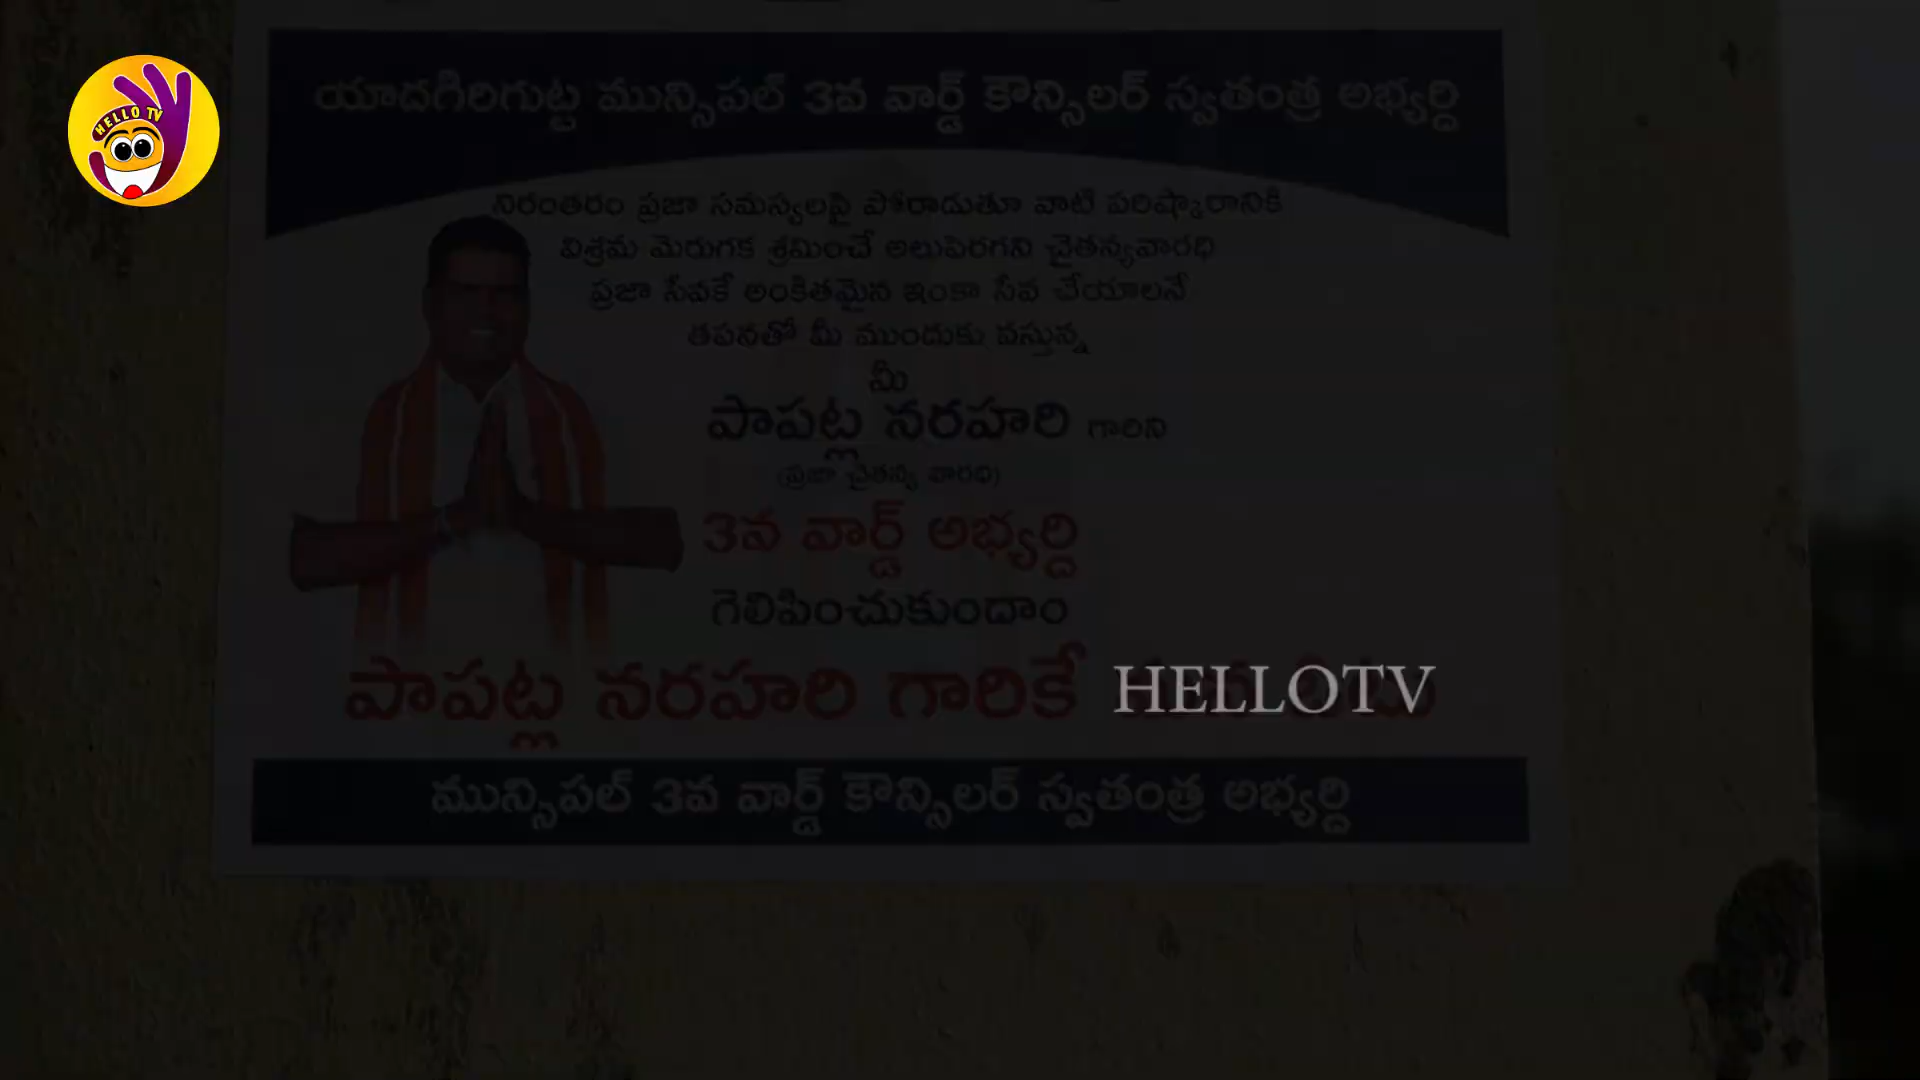 HELLO TV
యాదగిరిగుట్ట మున్సిపల్ 3వ వార్డ్ కౌన్సిలర్ స్వతంత్ర అభ్యర్ది
నిరంతరం ప్రజా సమస్యలపై పోరాడుతూ వాటి పరిష్కారానికి
విశ్రమ మెరుగక శ్రమించే అలుపెరగని చైతన్యవారధి
ప్రజా సేవకే అంకితమైన ఇంకా సేవ చేయాలనే
తపనతో మీ ముందుకు వస్తున్న
మీ
పాపట్ల నరహరి గారిని
(ప్రజా చైతన్య వారధి)
3వ వార్డ్ అభ్యర్ది
గెలిపించుకుందాం
పాపట్ల నరహరి గారికే
HELLOTV
మున్సిపల్ 3వ వార్డ్ కౌన్సిలర్ స్వతంత్ర అభ్యర్ది